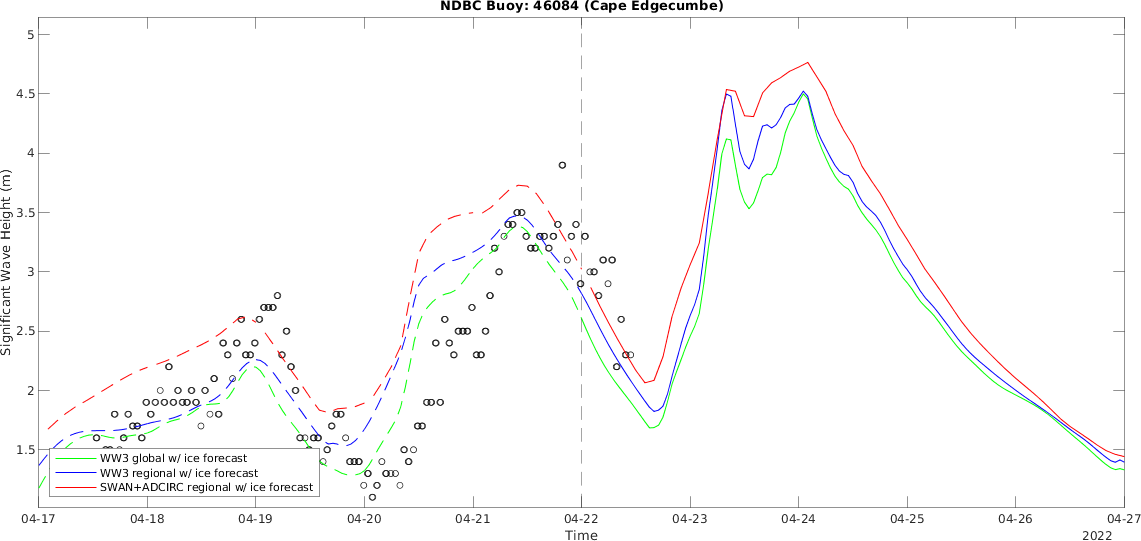 NDBC Buoy: 46084 (Cape Edgecumbe)
5
4.5
4
3.5
3
2.5
2
1.5
Significant Wave Height (m)
WW3 global w/ ice forecast
WW3 regional w/ ice forecast
SWAN+ADCIRC regional w/ ice forecast
04-17 04-18 04-19 04-20 04-21 04-22 04-23 04-24 04-25 04-26 04-27
Time
2022